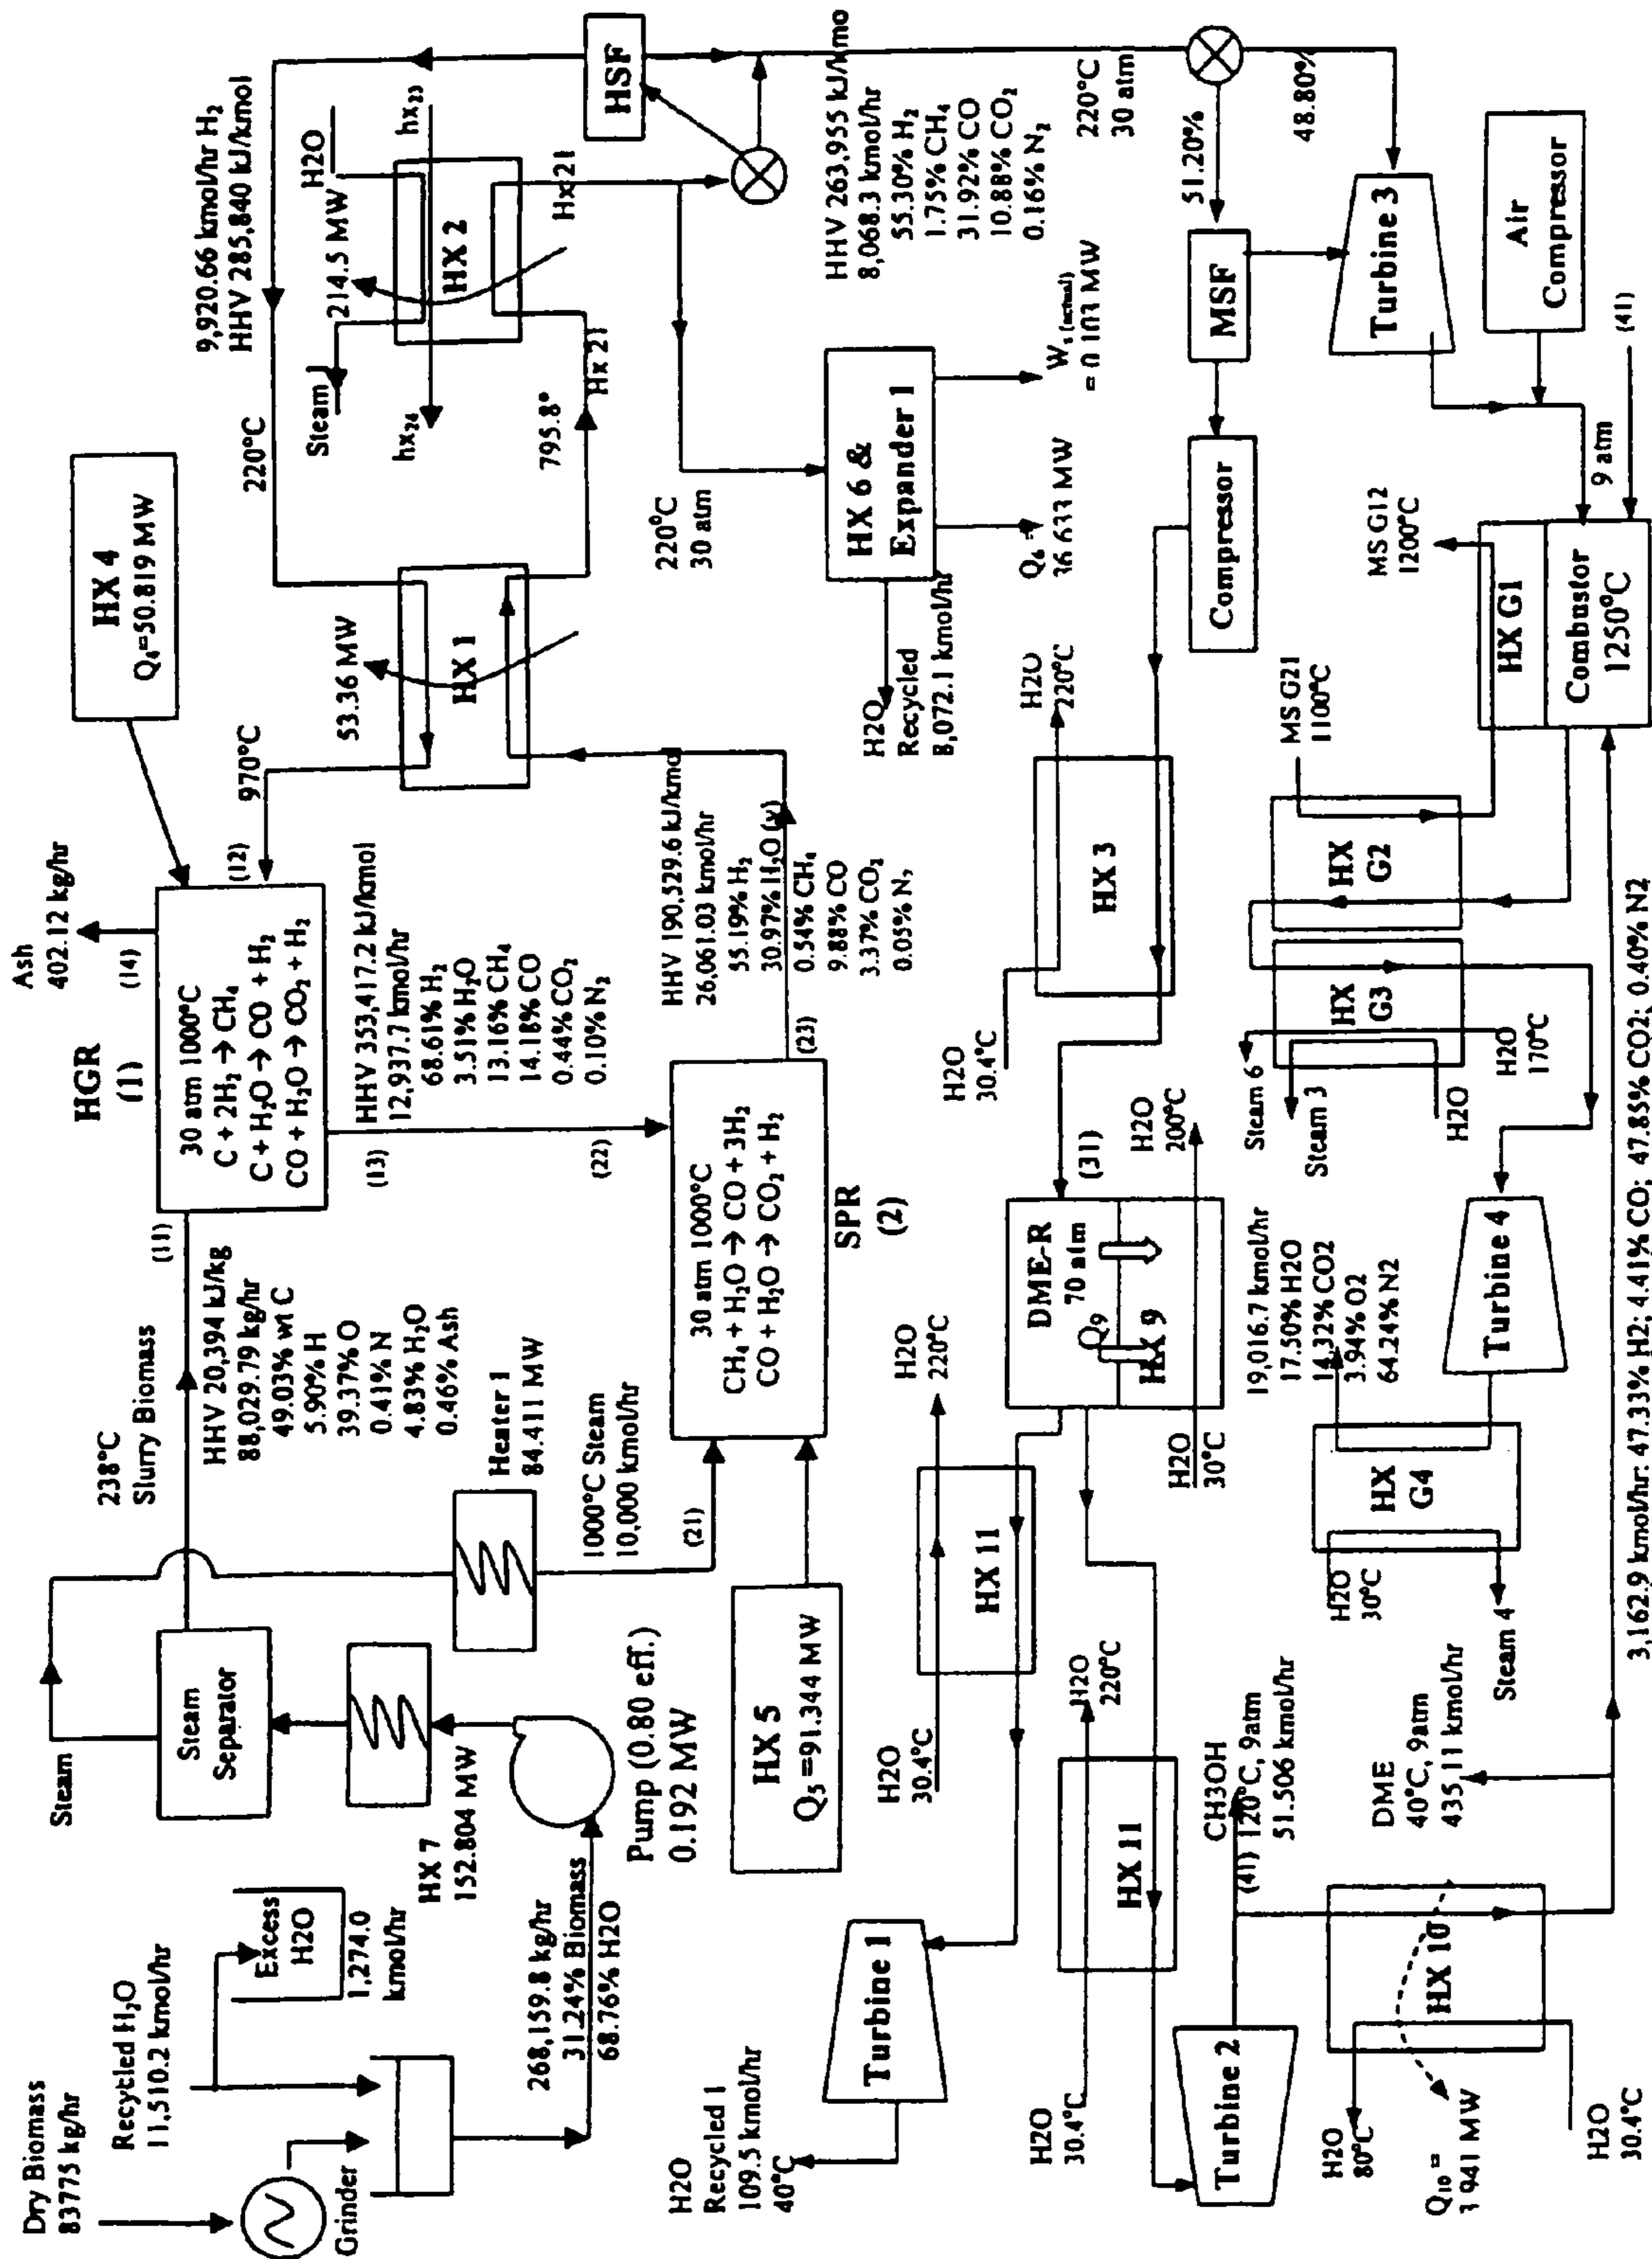 Dry Biomass
83775 kg/hr
Grinder
Recycled H₂O
11,510.2 kmol/hr
Excess
H2O
1,274.0
kmol/hr
268,159.8 kg/hr
31.24% Biomass
68.76% H2O
Pump (0.80 eff.)
0.192 MW
HX 7
152.804 MW
Steam
Separator
Steam
238°C
Slurry Biomass
HHV 20,394 kJ/kg
88,029.79 kg/hr
49.03% wt C
5.90% H
39.37% O
0.41% N
4.83% H₂O
0.46% Ash
Heater 1
84.411 MW
1000°C Steam
10,000 kmol/hr
(21)
HX 5
Q₅ =91.344 MW
(11)
HGR
(1)
30 atm 1000°C
C + 2H₂ → CH₄
C + H₂O → CO + H₂
CO + H₂O → CO₂ + H₂
Ash
402.12 kg/hr
(14)
(12)
(13)
HHV 353,417.2 kJ/kmol
12,937.7 kmol/hr
68.61% H₂
3.51% H₂O
13.16% CH₄
14.18% CO
0.44% CO₂
0.10% N₂
(22)
30 atm 1000°C
CH₄ + H₂O → CO + 3H₂
CO + H₂O → CO₂ + H₂
SPR
(2)
(23)
HHV 190,529.6 kJ/kmo
26,061.03 kmol/hr
55.19% H₂
30.97% H₂O (v)
0.54% CH₄
9.88% CO
3.37% CO₂
0.05% N₂
HX 4
Q₄=50.819 MW
970°C
53.36 MW
HX 1
220°C
9,920.66 kmol/hr H₂
HHV 285,840 kJ/kmol
795.8°
Hx 21
Steam
214.5 MW
H2O
HX 2
hx₂₃
hx₂₄
Hx 21
HSF
220°C
30 atm
HX 6 &
Expander 1
H2O
Recycled
8,072.1 kmol/hr
Q₆ =
36.633 MW
Wₛ (actual)
= 0.103 MW
HHV 263,955 kJ/kmo
8,068.3 kmol/hr
55.30% H₂
1.75% CH₄
31.92% CO
10.88% CO₂
0.16% N₂
220°C
30 atm
51.20%
48.80%
MSF
Compressor
Turbine 3
Air
Compressor
(41)
9 atm
HX G1
Combustor
1250°C
MS G12
1200°C
MS G21
1100°C
HX
G2
HX
G3
Steam 6
Steam 3
H2O
H2O
170°C
H2O
220°C
HX 3
H2O
30.4°C
(31)
DME-R
70 atm
Q₉
HX 9
H2O
200°C
H2O
30°C
H2O
220°C
HX 11
H2O
30.4°C
Turbine 1
H2O
Recycled 1
109.5 kmol/hr
40°C
H2O
220°C
HX 11
H2O
30.4°C
Turbine 2
CH3OH
(41) 120°C, 9atm
51.506 kmol/hr
HX 10
H2O
80°C
Q₁₀ =
3.941 MW
H2O
30.4°C
DME
40°C, 9atm
435.11 kmol/hr
19,016.7 kmol/hr
17.50% H2O
14.32% CO2
3.94% O2
64.24% N2
HX
G4
H2O
30°C
Steam 4
Turbine 4
3,162.9 kmol/hr: 47.33% H2; 4.41% CO; 47.85% CO2; 0.40% N2